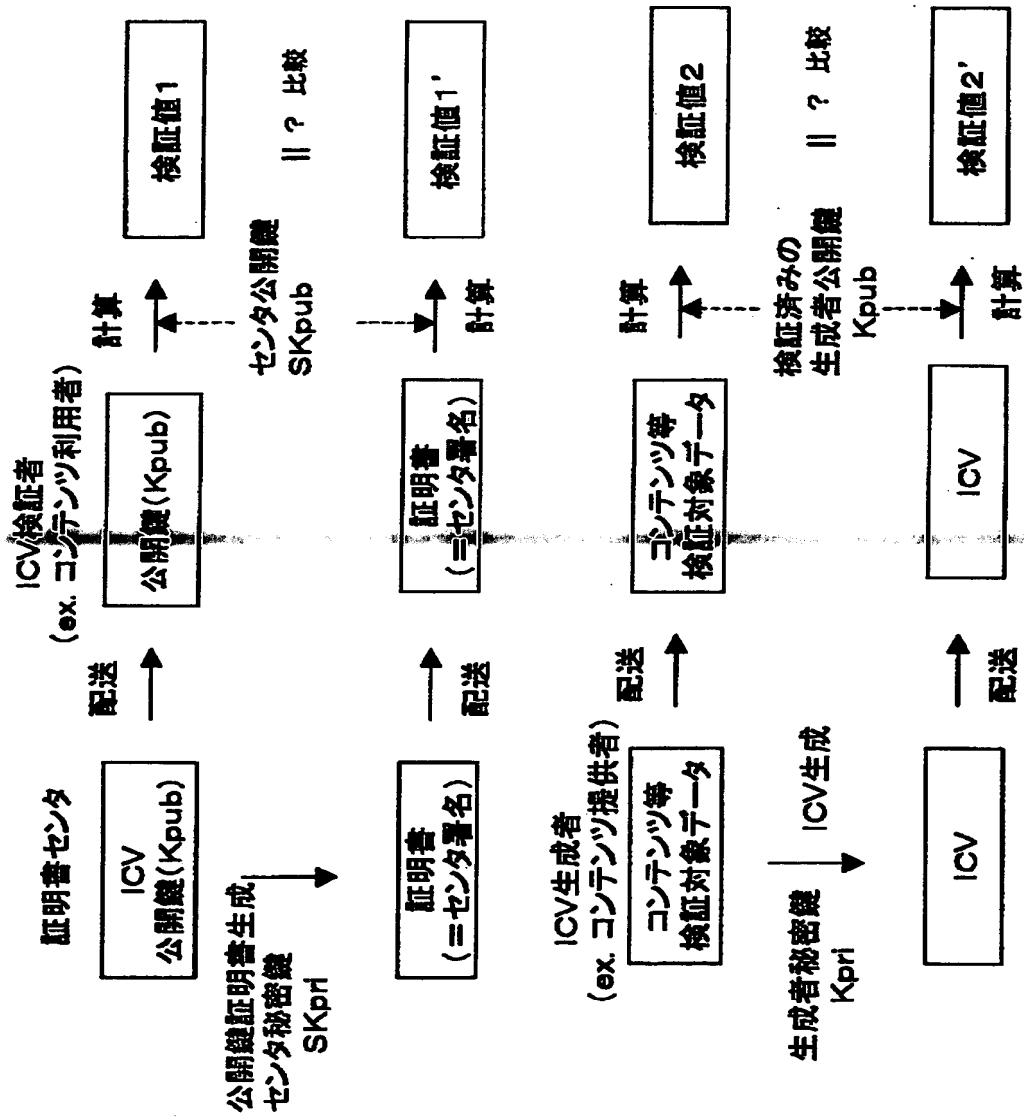 証明書センタ
ICV
公開鍵(Kpub)
配送
ICV検証者
(ex. コンテンツ利用者)
公開鍵(Kpub)
計算
検証値1
公開鍵証明書生成
センタ秘密鍵
SKpri
センタ公開鍵
SKpub
|| ? 比較
証明書
(=センタ署名)
配送
証明書
(=センタ署名)
計算
検証値1'
ICV生成者
(ex. コンテンツ提供者)
コンテンツ等
検証対象データ
配送
コンテンツ等
検証対象データ
計算
検証値2
生成者秘密鍵
Kpri
ICV生成
検証済みの
生成者公開鍵
Kpub
|| ? 比較
ICV
配送
ICV
計算
検証値2'